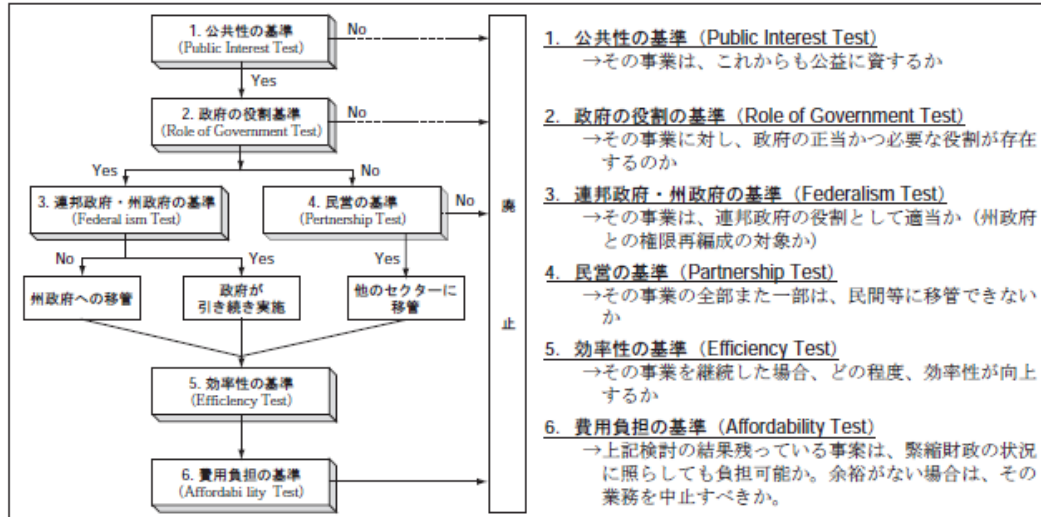 1. 公共性の基準
(Public Interest Test)
No
Yes
2. 政府の役割基準
(Role of Government Test)
No
Yes
No
3. 連邦政府・州政府の基準
(Federal ism Test)
4. 民営の基準
(Pertnership Test)
No
No
Yes
Yes
州政府への移管
政府が
引き続き実施
他のセクターに
移管
5. 効率性の基準
(Efficlency Test)
6. 費用負担の基準
(Affordabi lity Test)
廃
止
1. 公共性の基準（Public Interest Test）
→その事業は、これからも公益に資するか
2. 政府の役割の基準（Role of Government Test）
→その事業に対し、政府の正当かつ必要な役割が存在
するのか
3. 連邦政府・州政府の基準（Federalism Test）
→その事業は、連邦政府の役割として適当か（州政府
との権限再編成の対象か）
4. 民営の基準（Partnership Test）
→その事業の全部また一部は、民間等に移管できない
か
5. 効率性の基準（Efficiency Test）
→その事業を継続した場合、どの程度、効率性が向上
するか
6. 費用負担の基準（Affordability Test）
→上記検討の結果残っている事案は、緊縮財政の状況
に照らしても負担可能か。余裕がない場合は、その
業務を中止すべきか。